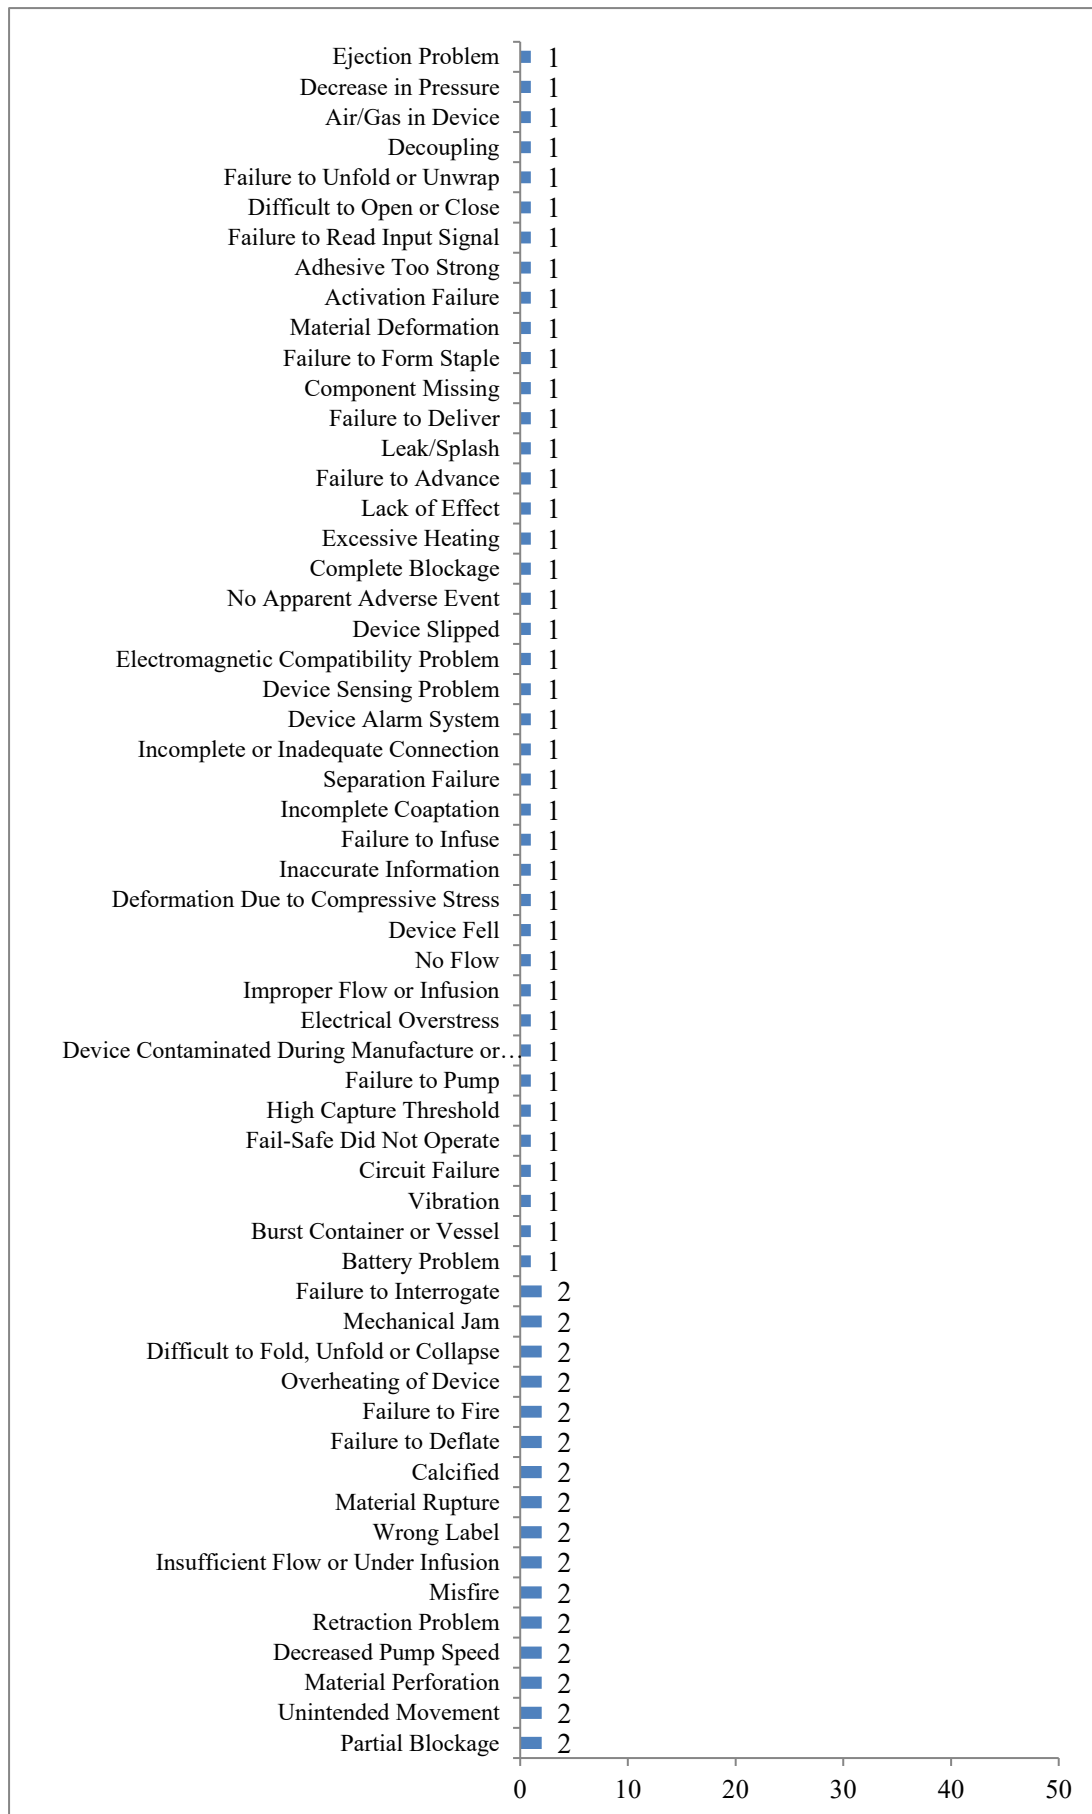 Ejection Problem 1
Decrease in Pressure 1
Air/Gas in Device 1
Decoupling 1
Failure to Unfold or Unwrap 1
Difficult to Open or Close 1
Failure to Read Input Signal 1
Adhesive Too Strong 1
Activation Failure 1
Material Deformation 1
Failure to Form Staple 1
Component Missing 1
Failure to Deliver 1
Leak/Splash 1
Failure to Advance 1
Lack of Effect 1
Excessive Heating 1
Complete Blockage 1
No Apparent Adverse Event 1
Device Slipped 1
Electromagnetic Compatibility Problem 1
Device Sensing Problem 1
Device Alarm System 1
Incomplete or Inadequate Connection 1
Separation Failure 1
Incomplete Coaptation 1
Failure to Infuse 1
Inaccurate Information 1
Deformation Due to Compressive Stress 1
Device Fell 1
No Flow 1
Improper Flow or Infusion 1
Electrical Overstress 1
Device Contaminated During Manufacture or… 1
Failure to Pump 1
High Capture Threshold 1
Fail-Safe Did Not Operate 1
Circuit Failure 1
Vibration 1
Burst Container or Vessel 1
Battery Problem 1
Failure to Interrogate 2
Mechanical Jam 2
Difficult to Fold, Unfold or Collapse 2
Overheating of Device 2
Failure to Fire 2
Failure to Deflate 2
Calcified 2
Material Rupture 2
Wrong Label 2
Insufficient Flow or Under Infusion 2
Misfire 2
Retraction Problem 2
Decreased Pump Speed 2
Material Perforation 2
Unintended Movement 2
Partial Blockage 2
0 10 20 30 40 50